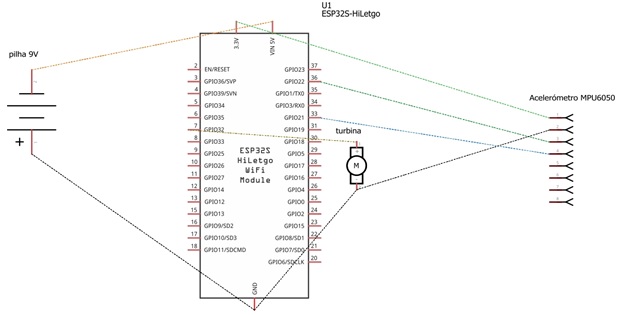 U1
ESP32S-HiLetgo
pilha 9V
3.3V
VIN 5V
2 EN/RESET GPIO23 37
3 GPIO36/SVP GPIO22 36
4 GPIO39/SVN GPIO1/TX0 35
5 GPIO34 GPIO3/RX0 34
6 GPIO35 GPIO21 33
7 GPIO32 GPIO19 31
8 GPIO33 GPIO18 30
9 GPIO25 GPIO5 29
10 GPIO26 GPIO17 28
11 GPIO27 GPIO16 27
12 GPIO14 GPIO4 26
13 GPIO12 GPIO0 25
14 GPIO13 GPIO2 24
16 GPIO9/SD2 GPIO15 23
17 GPIO10/SD3 GPIO8/SD1 22
18 GPIO11/SDCMD GPIO7/SD0 21
GPIO6/SDCLK 20
ESP32S
HiLetgo
WiFi
Module
GND
turbina
M
Acelerómetro MPU6050
+